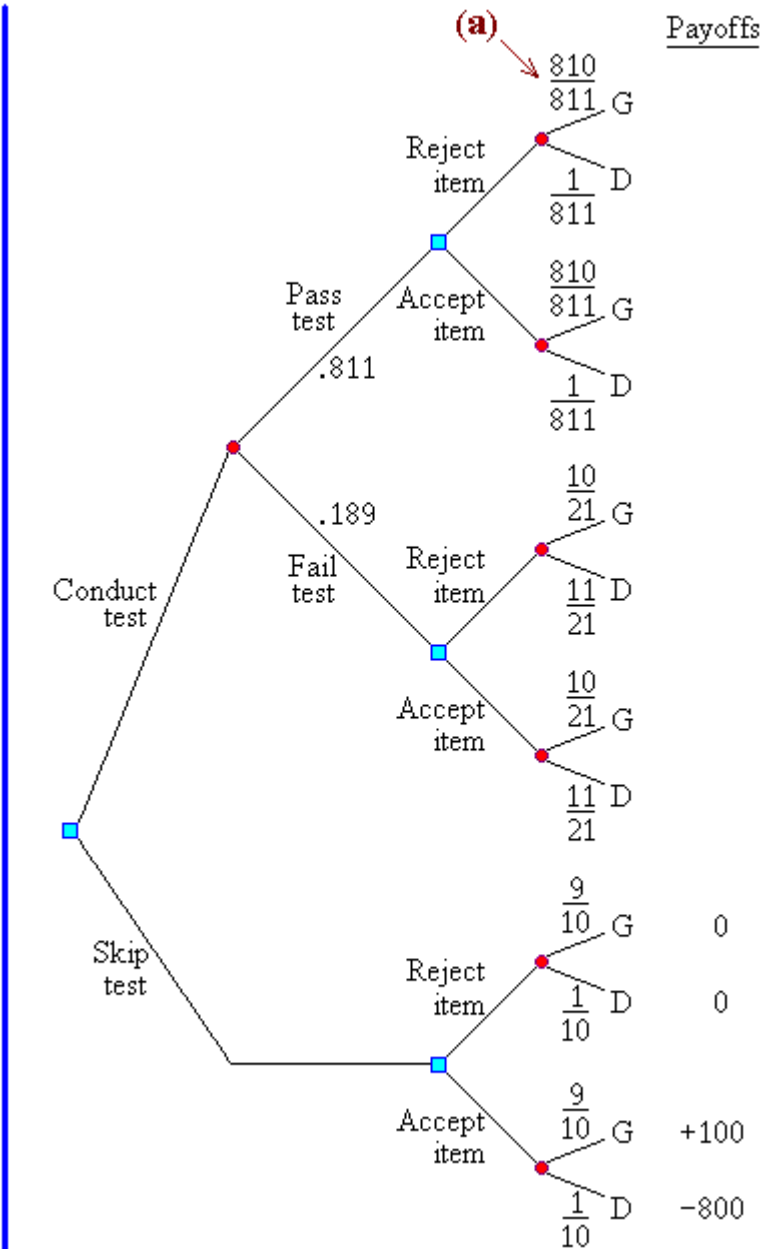 (a) Payoffs
810
811 G
Reject
item
1
811 D
Pass
test
.811
810
811 G
Accept
item
1
811 D
Conduct
test
.189
Fail
test
10
21 G
Reject
item
11
21 D
10
21 G
Accept
item
11
21 D
Skip
test
9
10 G 0
Reject
item
1
10 D 0
9
10 G +100
Accept
item
1
10 D −800